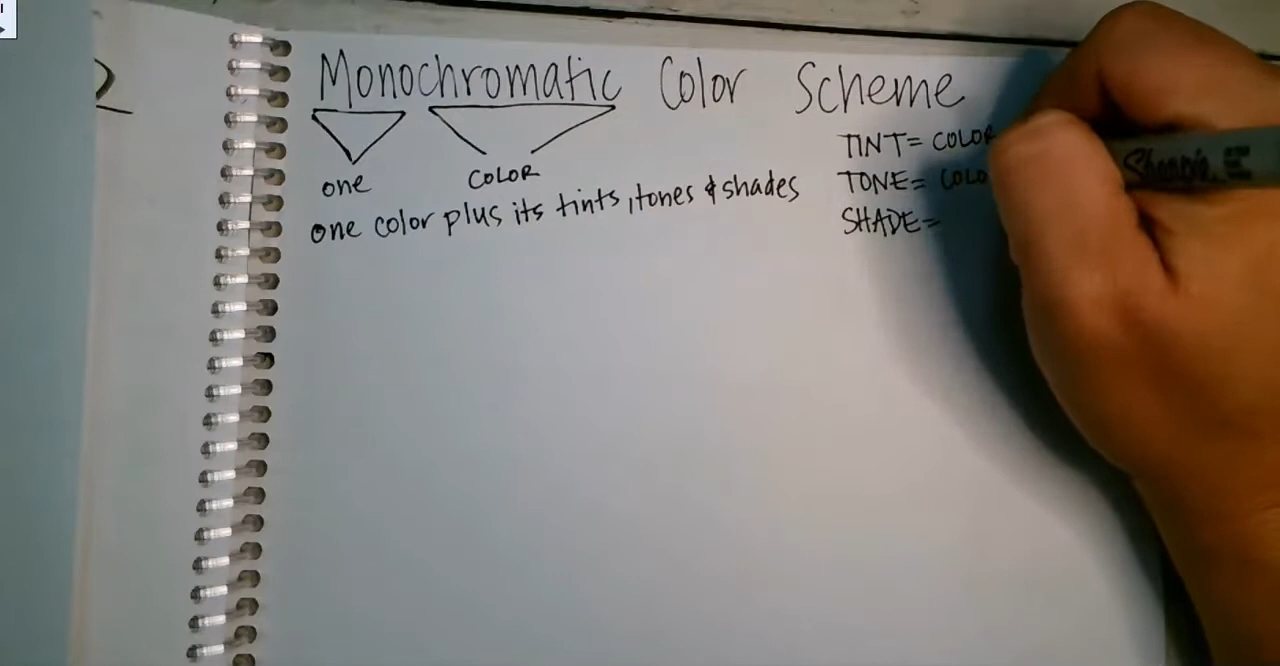 Monochromatic Color Scheme
one
COLOR
one color plus its tints, tones & shades
TINT= COLOR
TONE= COLO
SHADE=
Sharpie